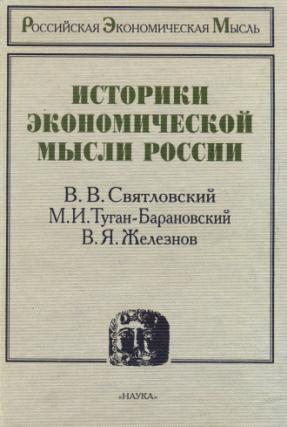 Российская Экономическая Мысль
ИСТОРИКИ
ЭКОНОМИЧЕСКОЙ
МЫСЛИ РОССИИ
В. В. Святловский
М.И.Туган-Барановский
В. Я. Железнов
«НАУКА»